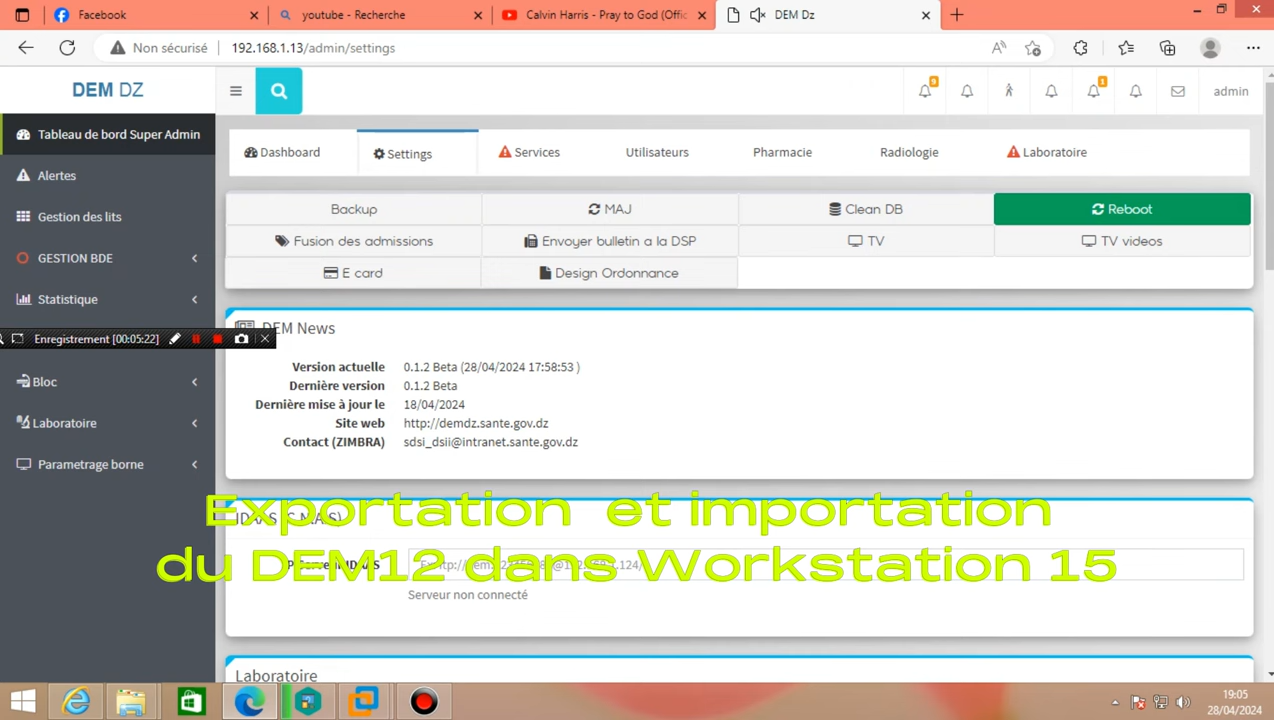 Facebook
youtube - Recherche
Calvin Harris - Pray to God (Offic
DEM Dz
Non sécurisé
192.168.1.13/admin/settings
DEM DZ
9
1
admin
Tableau de bord Super Admin
Alertes
Gestion des lits
GESTION BDE
Statistique
Enregistrement [00:05:22]
Bloc
Laboratoire
Parametrage borne
Dashboard
Settings
Services
Utilisateurs
Pharmacie
Radiologie
Laboratoire
Backup
MAJ
Clean DB
Reboot
Fusion des admissions
Envoyer bulletin a la DSP
TV
TV videos
E card
Design Ordonnance
DEM News
Version actuelle 0.1.2 Beta (28/04/2024 17:58:53 )
Dernière version 0.1.2 Beta
Dernière mise à jour le 18/04/2024
Site web http://demdz.sante.gov.dz
Contact (ZIMBRA) sdsi_dsii@intranet.sante.gov.dz
Exportation et importation
du DEM12 dans Workstation 15
Serveur non connecté
Laboratoire
19:05
28/04/2024